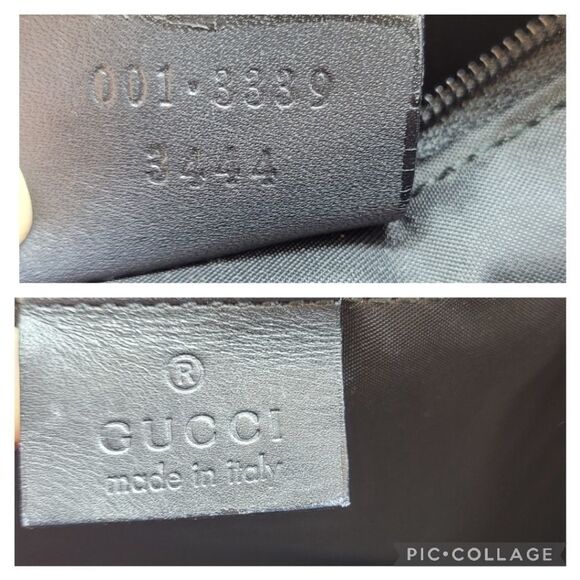 001·3339
3444
®
GUCCI
made in italy
PIC•COLLAGE